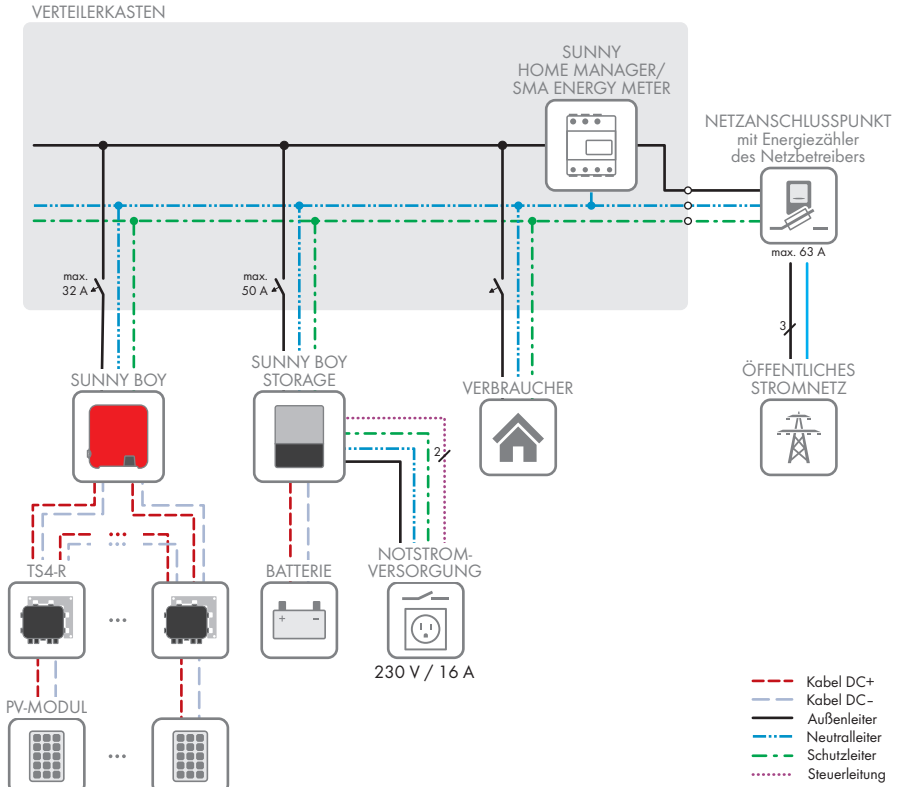 VERTEILERKASTEN
SUNNY
HOME MANAGER/
SMA ENERGY METER
NETZANSCHLUSSPUNKT
mit Energiezähler
des Netzbetreibers
max. 63 A
max.
32 A
max.
50 A
3
SUNNY BOY
SUNNY BOY
STORAGE
VERBRAUCHER
ÖFFENTLICHES
STROMNETZ
2
TS4-R
BATTERIE
NOTSTROM-
VERSORGUNG
...
...
+ -
...
230 V / 16 A
PV-MODUL
...
Kabel DC+
Kabel DC–
Außenleiter
Neutralleiter
Schutzleiter
Steuerleitung